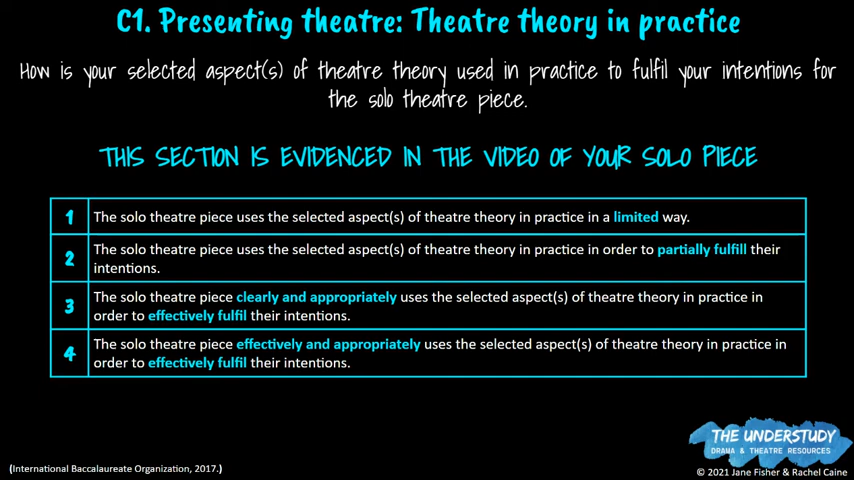 C1. Presenting theatre: Theatre theory in practice
How is your selected aspect(s) of theatre theory used in practice to fulfil your intentions for
the solo theatre piece.
THIS SECTION IS EVIDENCED IN THE VIDEO OF YOUR SOLO PIECE
1 The solo theatre piece uses the selected aspect(s) of theatre theory in practice in a limited way.
2 The solo theatre piece uses the selected aspect(s) of theatre theory in practice in order to partially fulfill their
intentions.
3 The solo theatre piece clearly and appropriately uses the selected aspect(s) of theatre theory in practice in
order to effectively fulfil their intentions.
4 The solo theatre piece effectively and appropriately uses the selected aspect(s) of theatre theory in practice in
order to effectively fulfil their intentions.
THE UNDERSTUDY
DRAMA & THEATRE RESOURCES
(International Baccalaureate Organization, 2017.)
© 2021 Jane Fisher & Rachel Caine